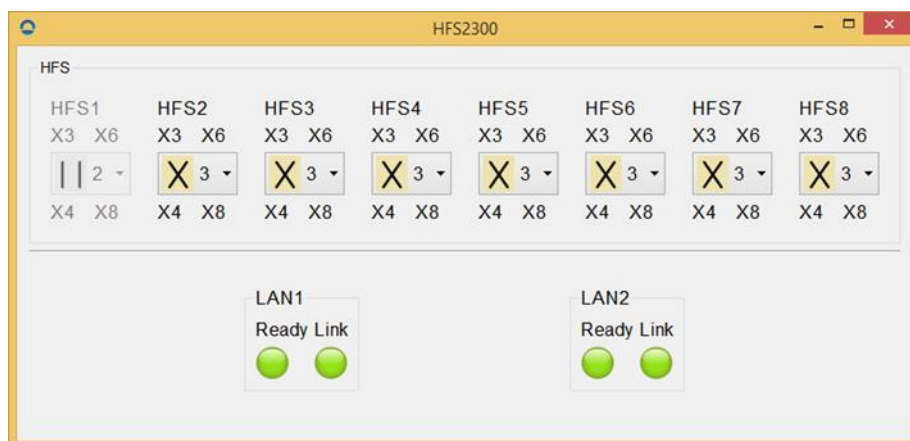 HFS2300
HFS
HFS1 HFS2 HFS3 HFS4 HFS5 HFS6 HFS7 HFS8
X3 X6 X3 X6 X3 X6 X3 X6 X3 X6 X3 X6 X3 X6 X3 X6
2 3 3 3 3 3 3 3
X4 X8 X4 X8 X4 X8 X4 X8 X4 X8 X4 X8 X4 X8 X4 X8
LAN1 LAN2
Ready Link Ready Link